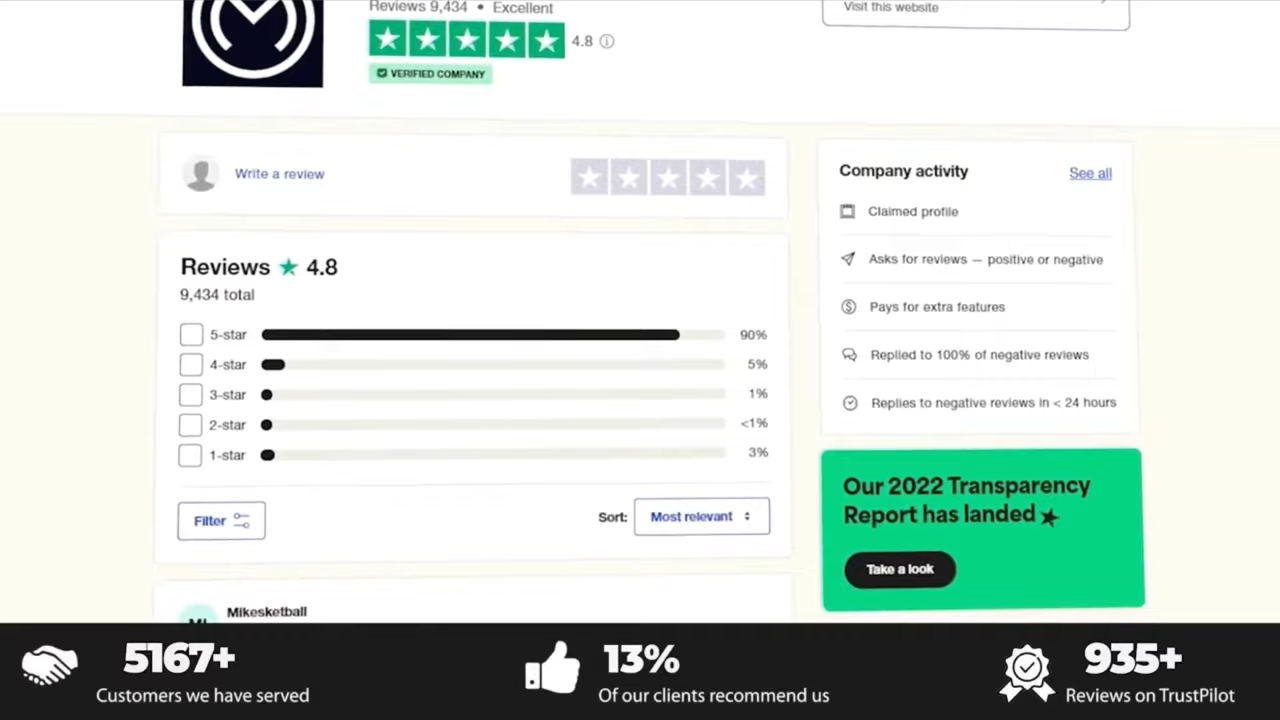 Reviews 9,434 • Excellent
4.8
VERIFIED COMPANY
Visit this website
Write a review
Reviews ★ 4.8
9,434 total
5-star 90%
4-star 5%
3-star 1%
2-star <1%
1-star 3%
Filter
Sort: Most relevant
Mikesketball
MI
Company activity
See all
Claimed profile
Asks for reviews — positive or negative
Pays for extra features
Replied to 100% of negative reviews
Replies to negative reviews in < 24 hours
Our 2022 Transparency
Report has landed
Take a look
5167+
Customers we have served
13%
Of our clients recommend us
935+
Reviews on TrustPilot